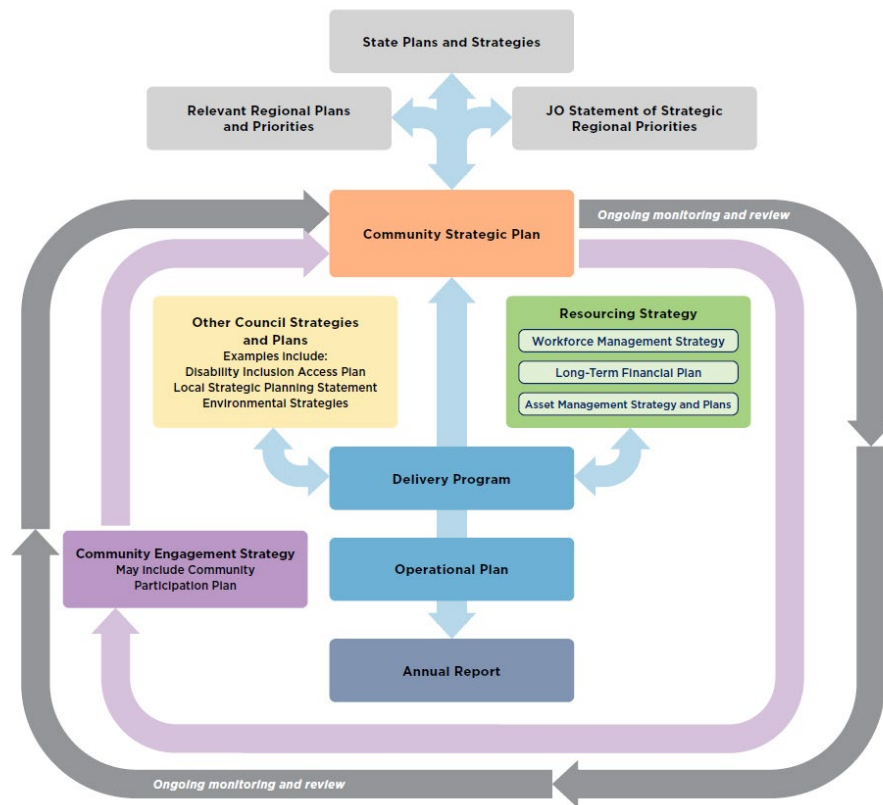 State Plans and Strategies
Relevant Regional Plans
and Priorities
JO Statement of Strategic
Regional Priorities
Community Strategic Plan
Ongoing monitoring and review
Other Council Strategies
and Plans
Examples include:
Disability Inclusion Access Plan
Local Strategic Planning Statement
Environmental Strategies
Resourcing Strategy
Workforce Management Strategy
Long-Term Financial Plan
Asset Management Strategy and Plans
Delivery Program
Community Engagement Strategy
May include Community
Participation Plan
Operational Plan
Annual Report
Ongoing monitoring and review